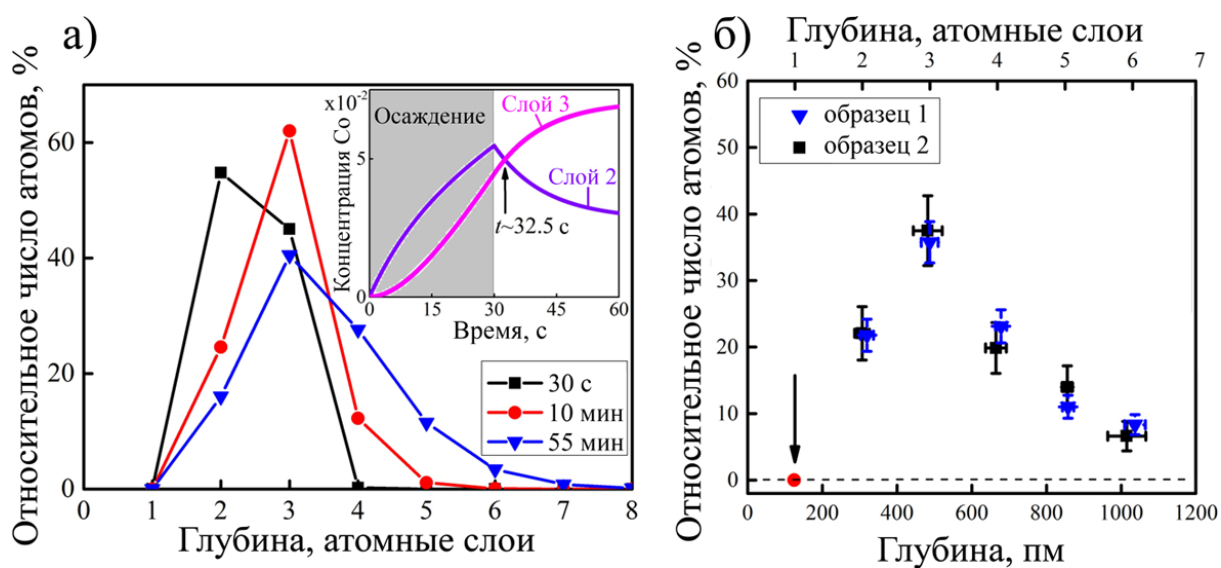 а)
Относительное число атомов, %
60
40
20
0
0 1 2 3 4 5 6 7 8
Глубина, атомные слои
x10⁻²
Концентрация Co
5
0
0 15 30 45 60
Время, с
Осаждение
Слой 3
Слой 2
t~32.5 с
30 с
10 мин
55 мин
б)
Глубина, атомные слои
1 2 3 4 5 6 7
Относительное число атомов, %
60
50
40
30
20
10
0
образец 1
образец 2
0 200 400 600 800 1000 1200
Глубина, пм